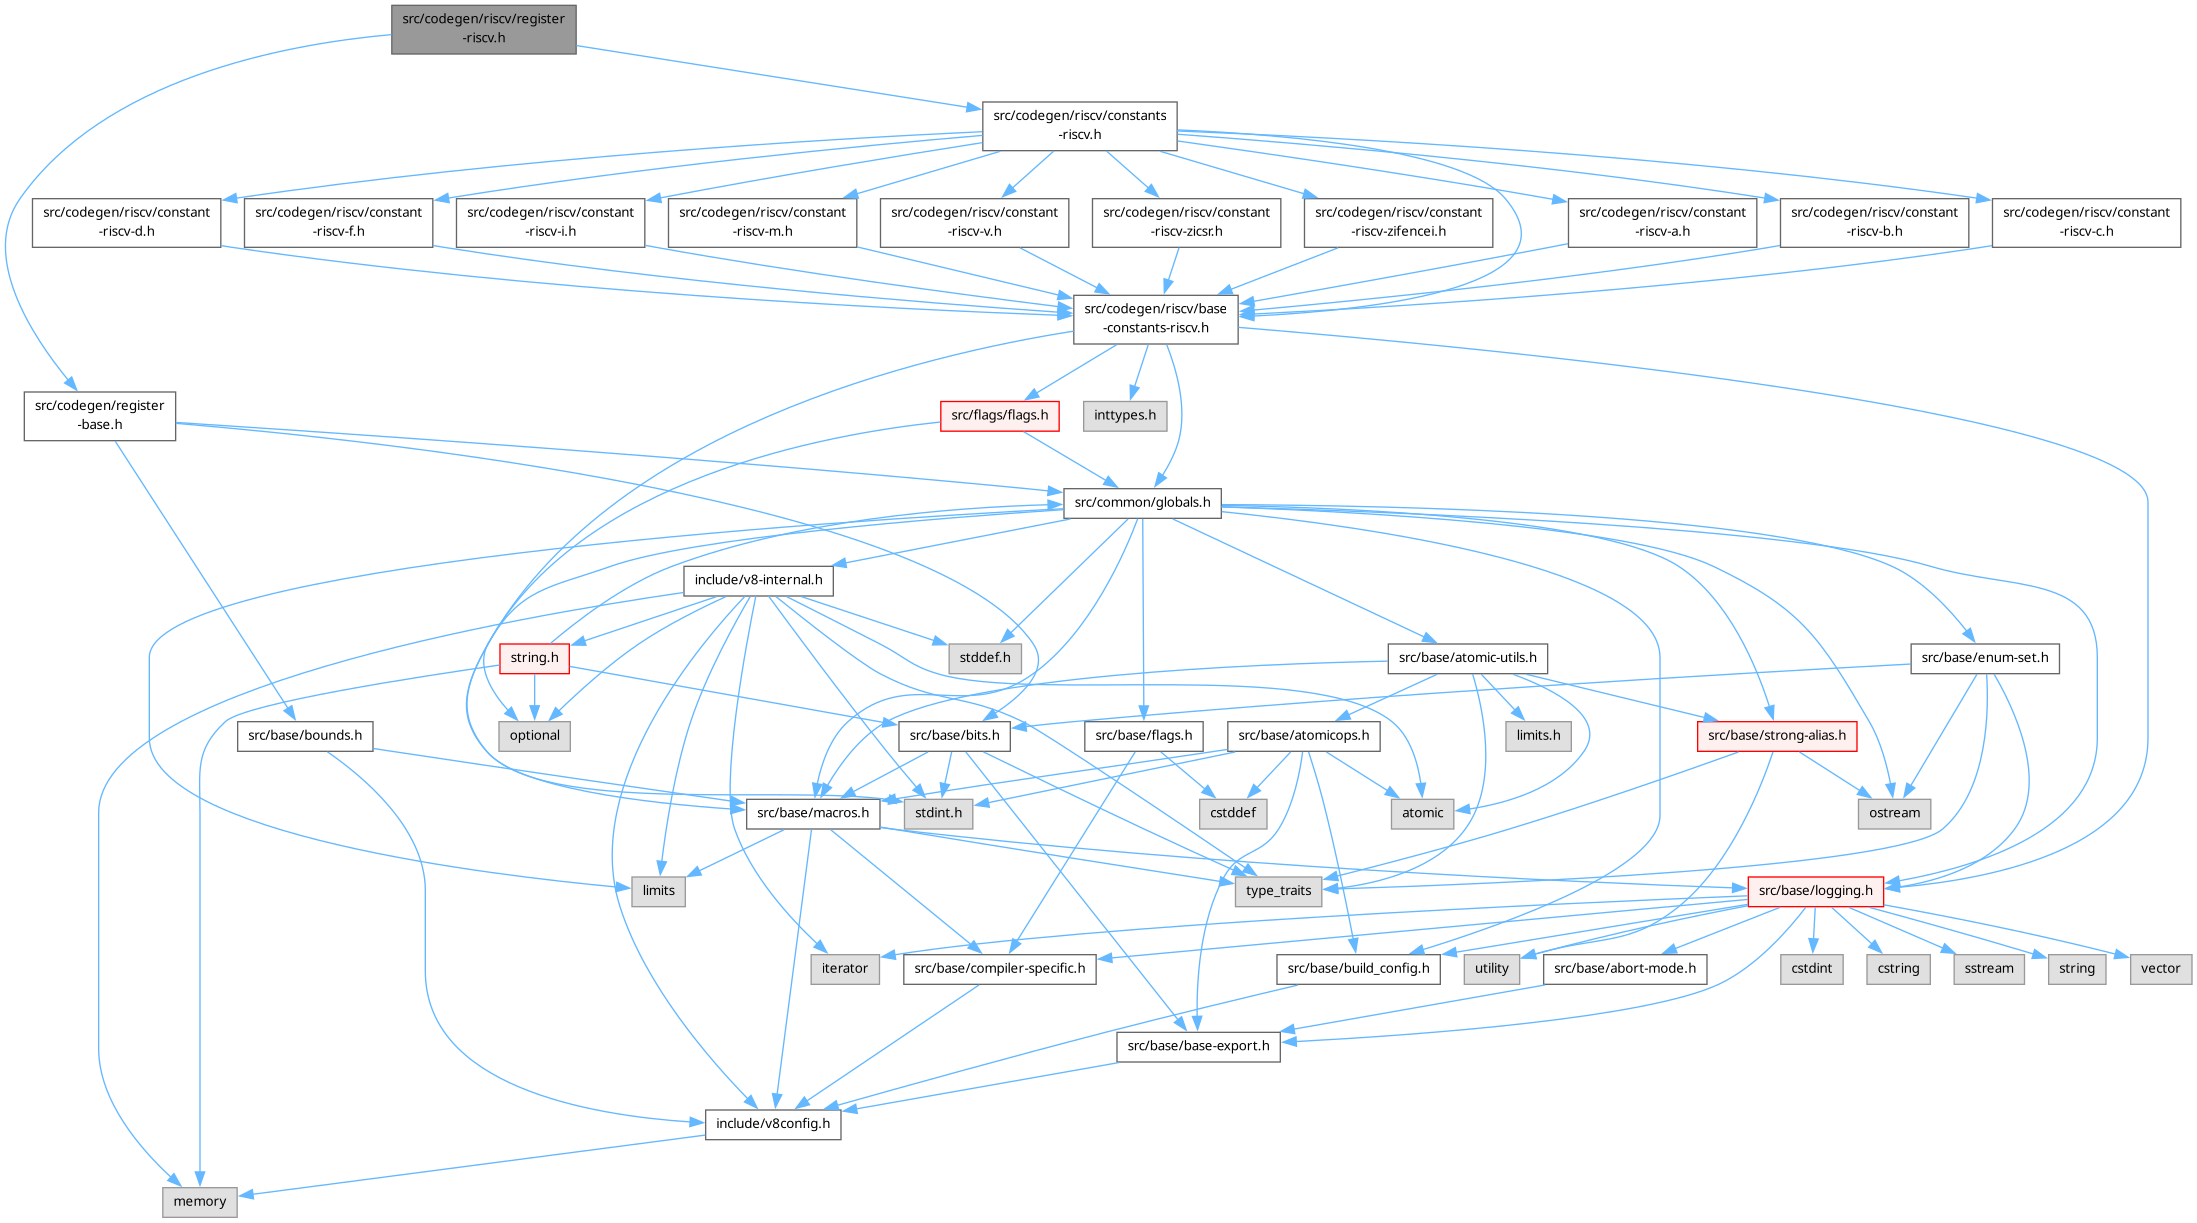 src/codegen/riscv/register
-riscv.h
src/codegen/riscv/constants
-riscv.h
src/codegen/riscv/constant
-riscv-d.h
src/codegen/riscv/constant
-riscv-f.h
src/codegen/riscv/constant
-riscv-i.h
src/codegen/riscv/constant
-riscv-m.h
src/codegen/riscv/constant
-riscv-v.h
src/codegen/riscv/constant
-riscv-zicsr.h
src/codegen/riscv/constant
-riscv-zifencei.h
src/codegen/riscv/constant
-riscv-a.h
src/codegen/riscv/constant
-riscv-b.h
src/codegen/riscv/constant
-riscv-c.h
src/codegen/riscv/base
-constants-riscv.h
src/codegen/register
-base.h
src/flags/flags.h
inttypes.h
src/common/globals.h
include/v8-internal.h
string.h
stddef.h
src/base/atomic-utils.h
src/base/enum-set.h
src/base/bounds.h
optional
src/base/bits.h
src/base/flags.h
src/base/atomicops.h
limits.h
src/base/strong-alias.h
src/base/macros.h
stdint.h
cstddef
atomic
ostream
limits
type_traits
src/base/logging.h
iterator
src/base/compiler-specific.h
src/base/build_config.h
utility
src/base/abort-mode.h
cstdint
cstring
sstream
string
vector
src/base/base-export.h
include/v8config.h
memory